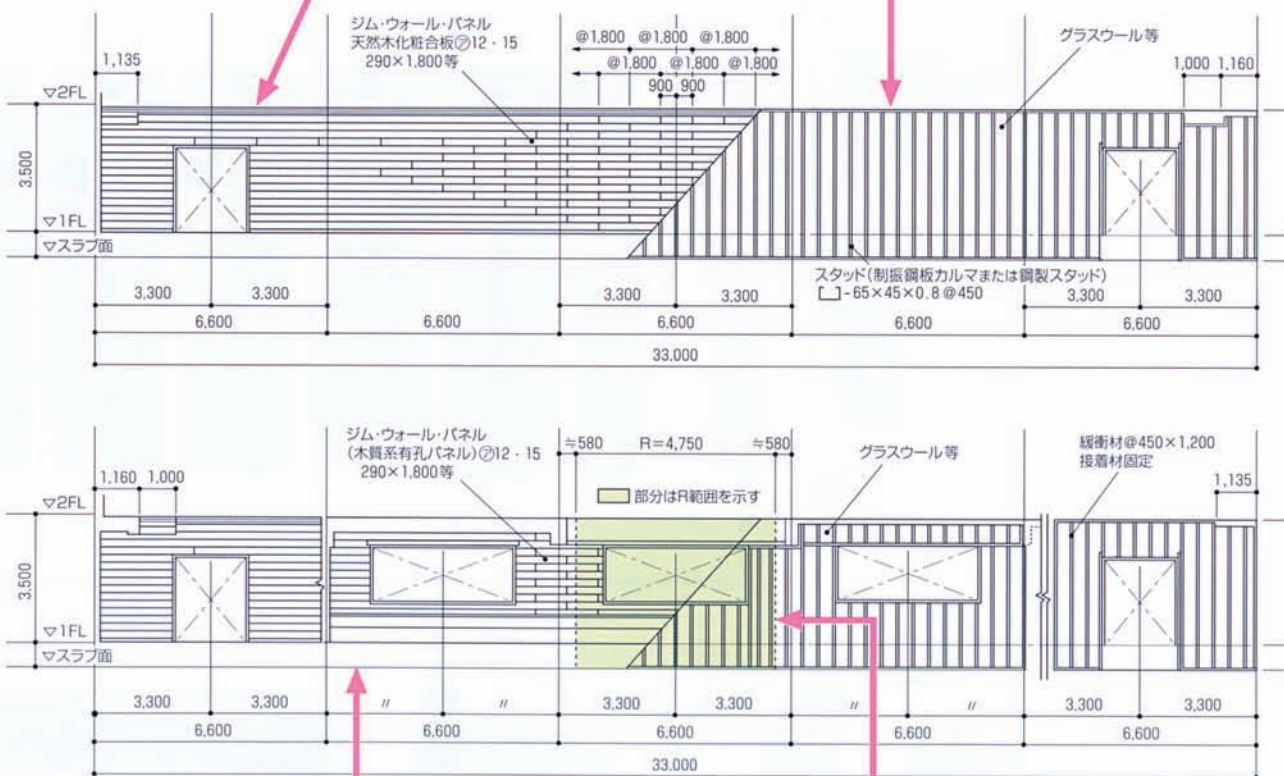 ジム・ウォール・パネル
天然木化粧合板㋐12・15
290×1,800等
@1,800 @1,800 @1,800
@1,800 @1,800 @1,800
900 900
グラスウール等
1,135
1,000 1,160
▽2FL
3,500
▽1FL
▽スラブ面
スタッド(制振鋼板カルマまたは鋼製スタッド)
-65×45×0.8@450
3,300 3,300 3,300 3,300 3,300 3,300
6,600 6,600 6,600 6,600 6,600
33,000
ジム・ウォール・パネル
(木質系有孔パネル)㋐12・15
290×1,800等
≒580 R=4,750 ≒580
グラスウール等
緩衝材@450×1,200
接着材固定
1,160 1,000
部分はR範囲を示す
1,135
▽2FL
3,500
▽1FL
▽スラブ面
3,300 3,300 〃 〃 3,300 3,300 〃 〃 3,300 3,300
6,600 6,600 6,600 6,600 6,600
33,000